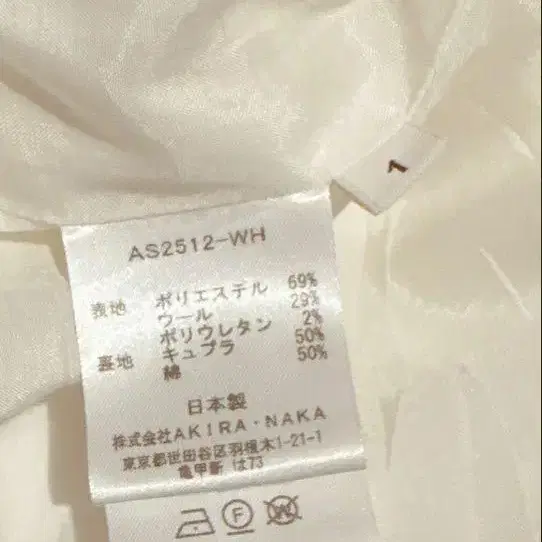 1
AS2512-WH
表地 ポリエステル 69%
ウール 29%
ポリウレタン 2%
裏地 キュプラ 50%
綿 50%
日本製
株式会社AKIRA・NAKA
東京都世田谷区羽根木1-21-1
亀甲新 は73
F
W